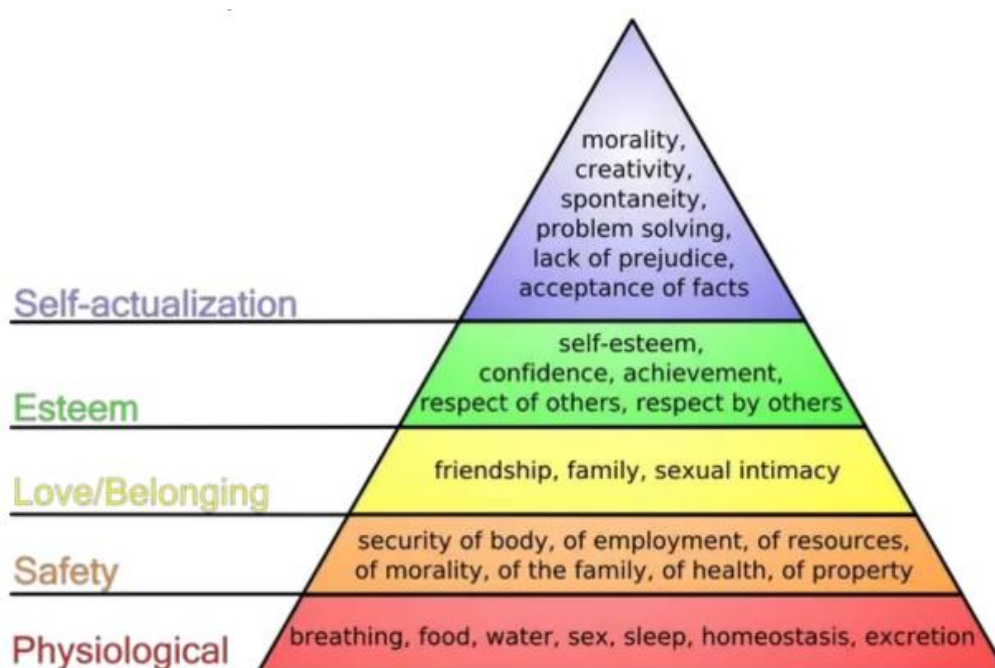 morality,
creativity,
spontaneity,
problem solving,
lack of prejudice,
acceptance of facts
Self-actualization
self-esteem,
confidence, achievement,
respect of others, respect by others
Esteem
friendship, family, sexual intimacy
Love/Belonging
security of body, of employment, of resources,
of morality, of the family, of health, of property
Safety
breathing, food, water, sex, sleep, homeostasis, excretion
Physiological